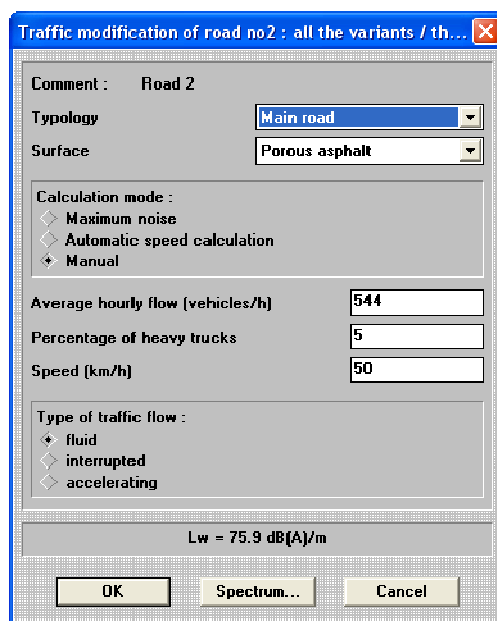 Traffic modification of road no2 : all the variants / th...
Comment : Road 2
Typology Main road
Surface Porous asphalt
Calculation mode :
Maximum noise
Automatic speed calculation
Manual
Average hourly flow (vehicles/h) 544
Percentage of heavy trucks 5
Speed (km/h) 50
Type of traffic flow :
fluid
interrupted
accelerating
Lw = 75.9 dB(A)/m
OK Spectrum... Cancel